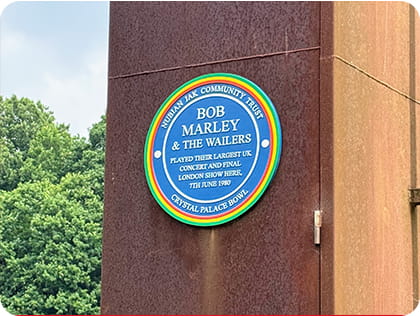 NUBIAN JAK COMMUNITY TRUST
BOB
MARLEY
& THE WAILERS
PLAYED THEIR LARGEST UK
CONCERT AND FINAL
LONDON SHOW HERE,
7TH JUNE 1980
CRYSTAL PALACE BOWL